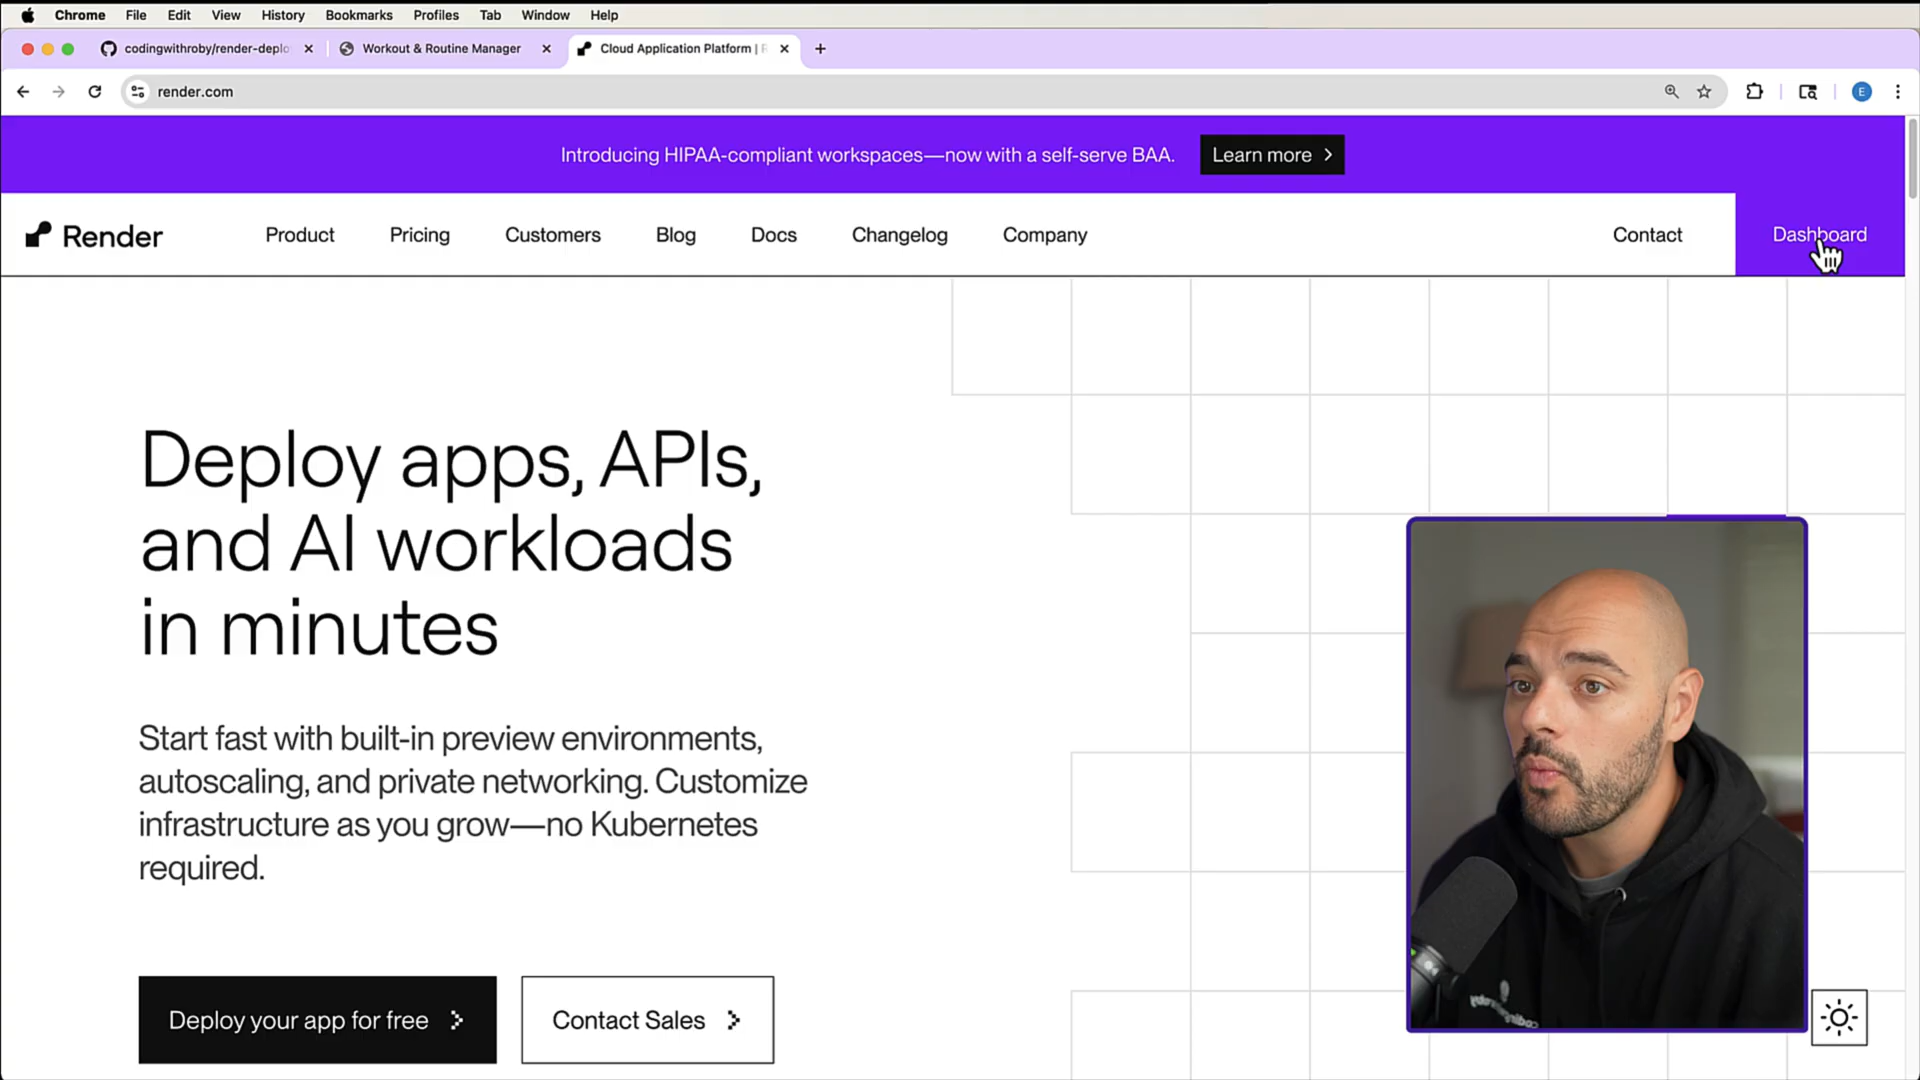 Chrome File Edit View History Bookmarks Profiles Tab Window Help
codingwithroby/render-deplo
Workout & Routine Manager
Cloud Application Platform |
render.com
E
Introducing HIPAA-compliant workspaces—now with a self-serve BAA.
Learn more
Render
Product
Pricing
Customers
Blog
Docs
Changelog
Company
Contact
Dashboard
Deploy apps, APIs,
and AI workloads
in minutes
Start fast with built-in preview environments,
autoscaling, and private networking. Customize
infrastructure as you grow—no Kubernetes
required.
Deploy your app for free
Contact Sales